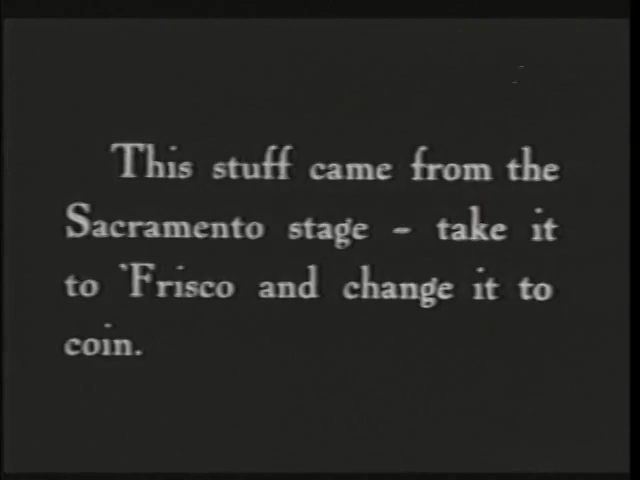 This stuff came from the
Sacramento stage - take it
to 'Frisco and change it to
coin.